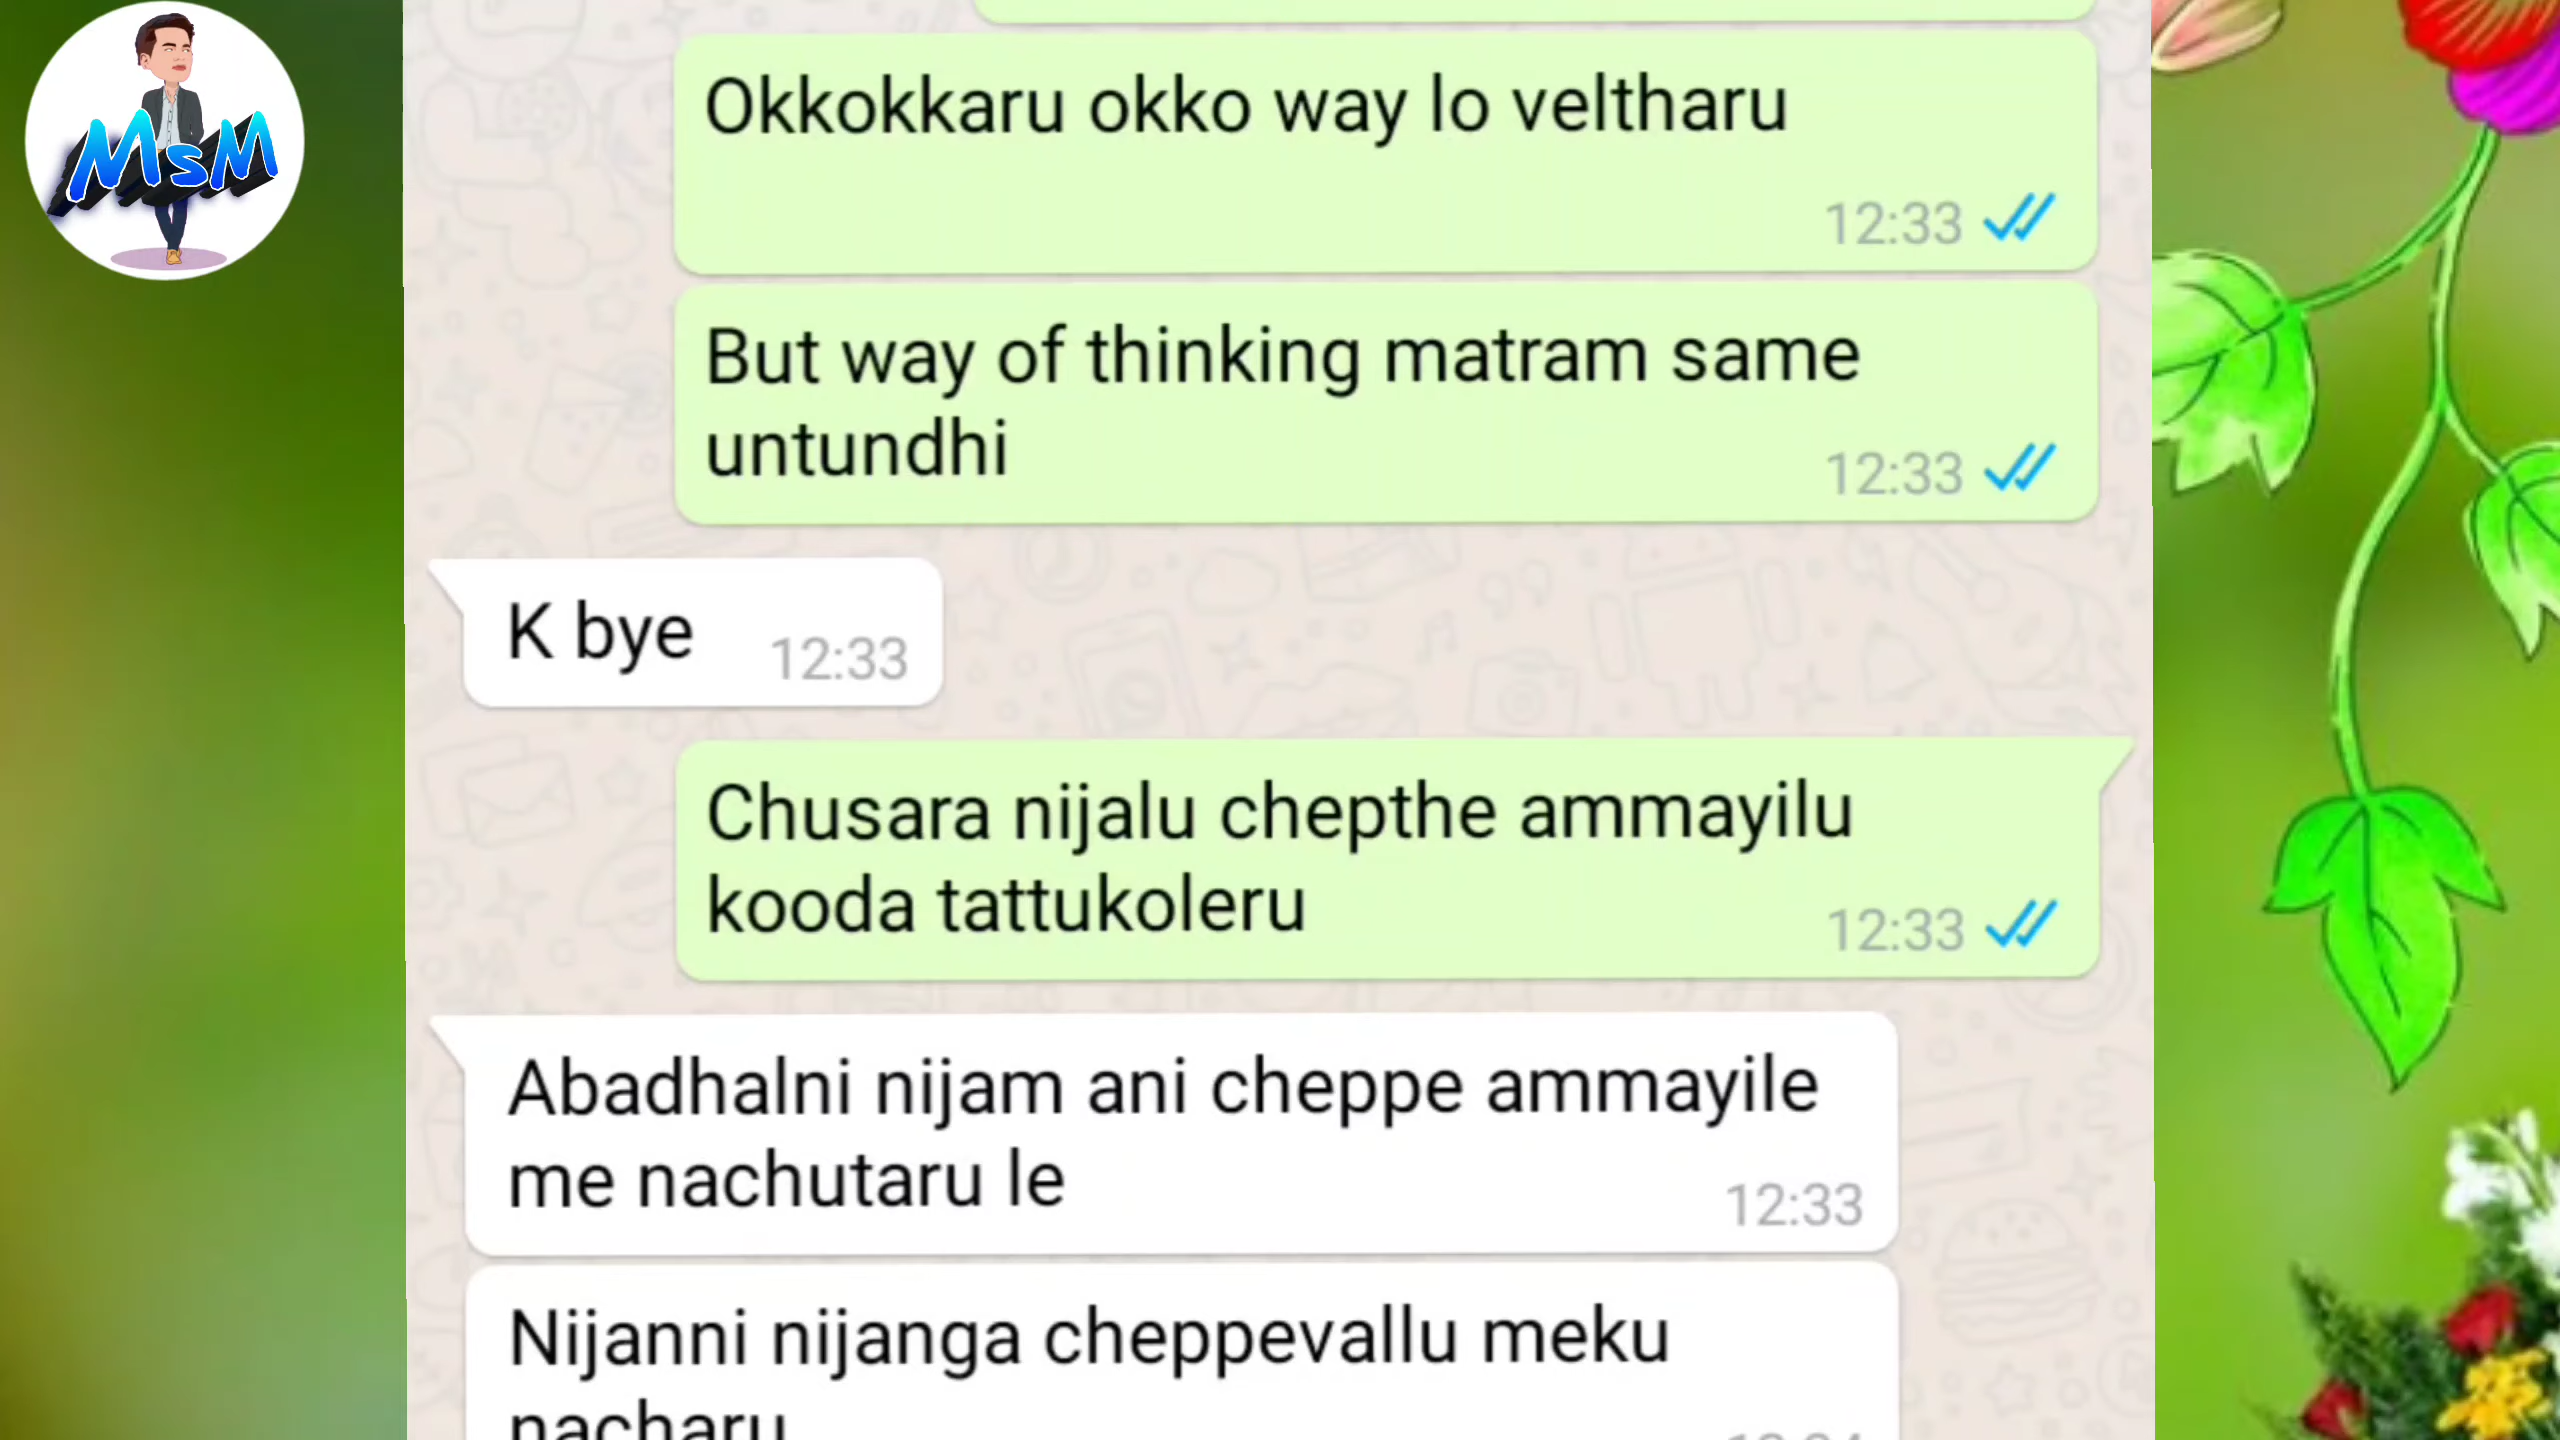 MsM
Okkokkaru okko way lo veltharu
12:33
But way of thinking matram same
untundhi
12:33
K bye
12:33
Chusara nijalu chepthe ammayilu
kooda tattukoleru
12:33
Abadhalni nijam ani cheppe ammayile
me nachutaru le
12:33
Nijanni nijanga cheppevallu meku
nacharu